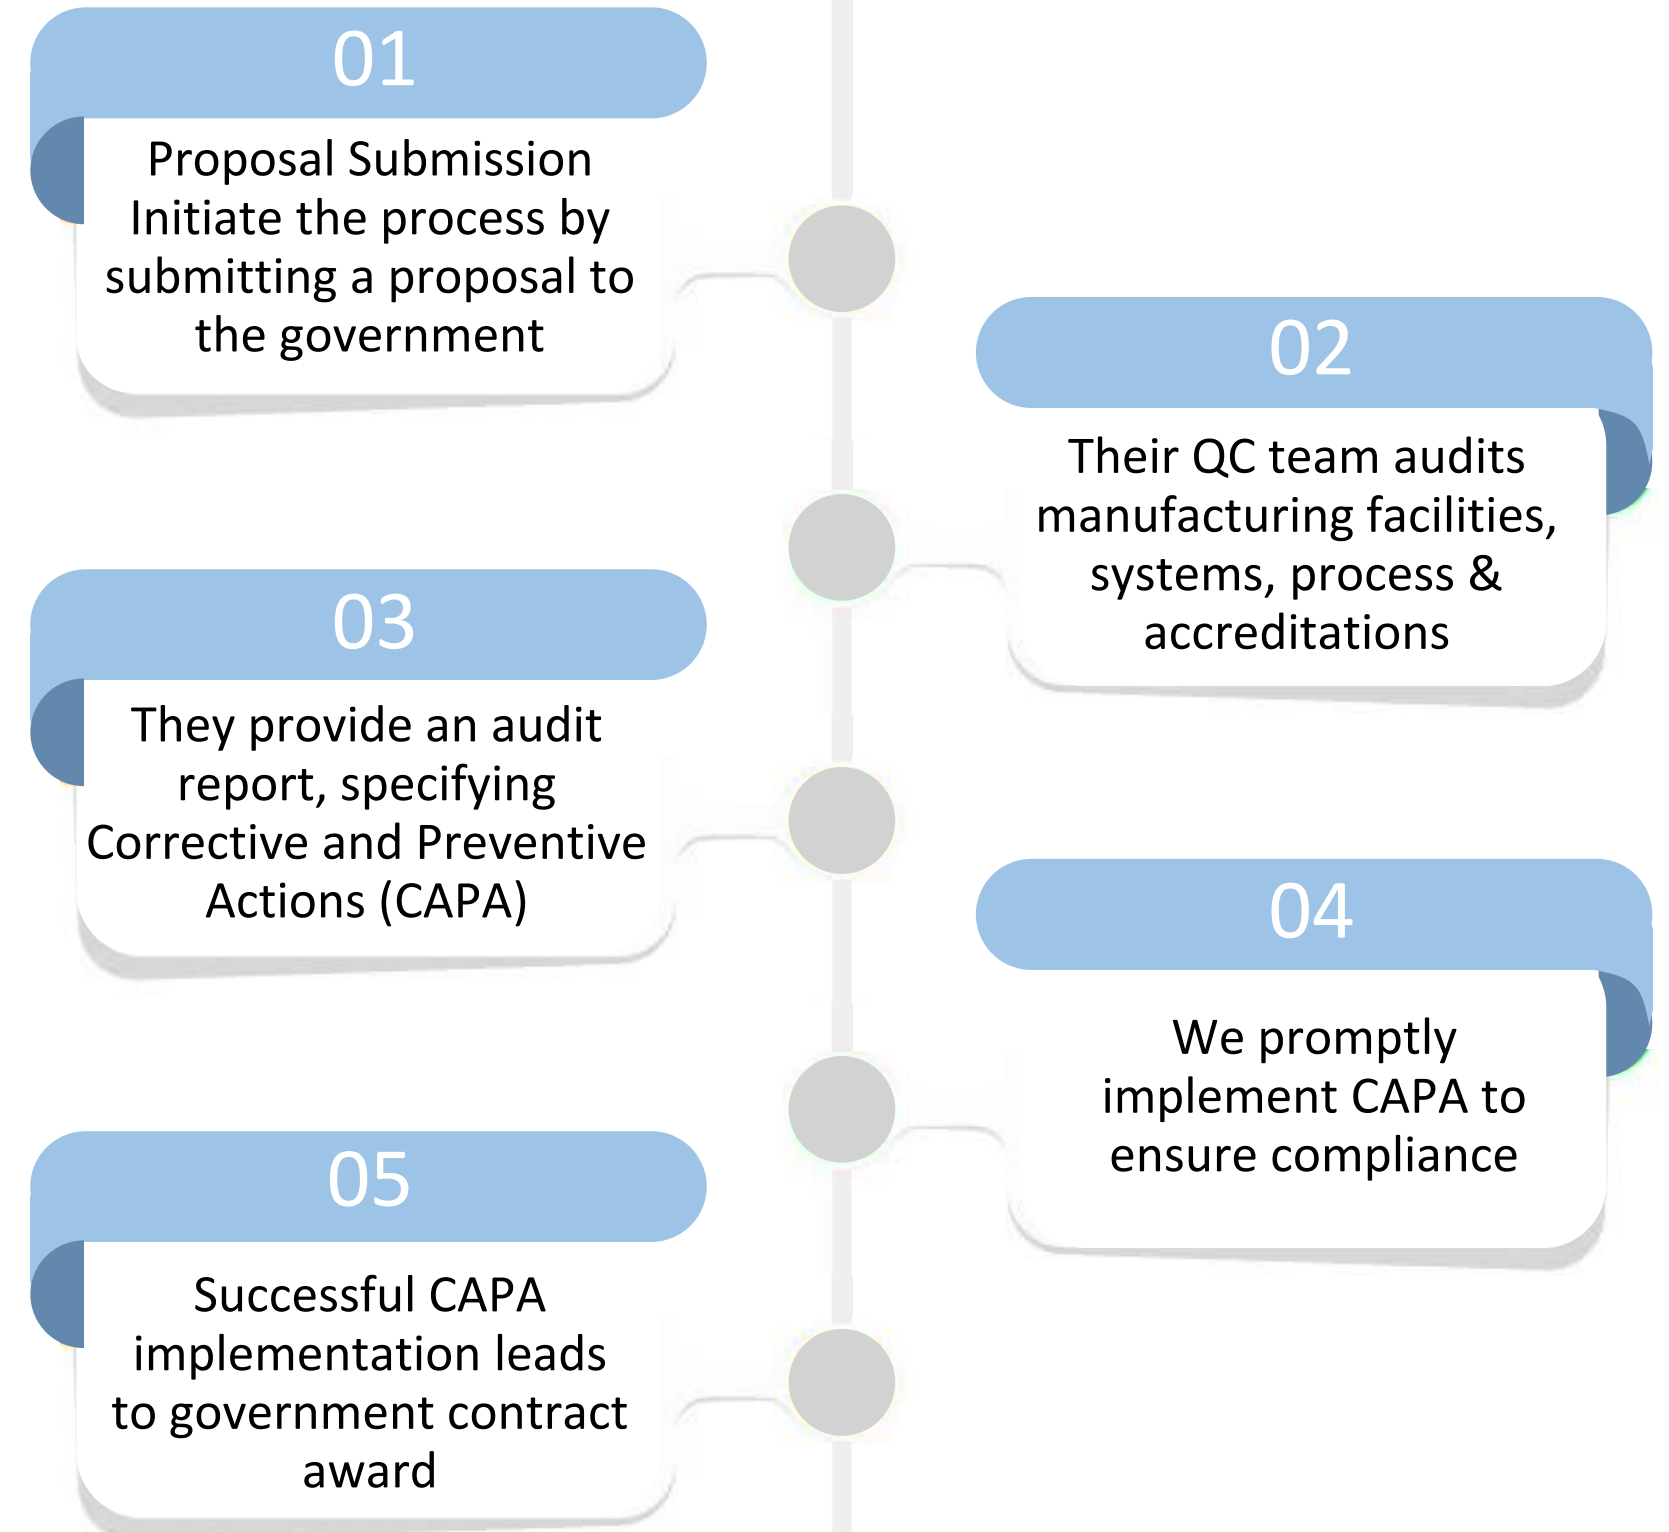 01
Proposal Submission
Initiate the process by
submitting a proposal to
the government
02
Their QC team audits
manufacturing facilities,
systems, process &
accreditations
03
They provide an audit
report, specifying
Corrective and Preventive
Actions (CAPA)
04
We promptly
implement CAPA to
ensure compliance
05
Successful CAPA
implementation leads
to government contract
award